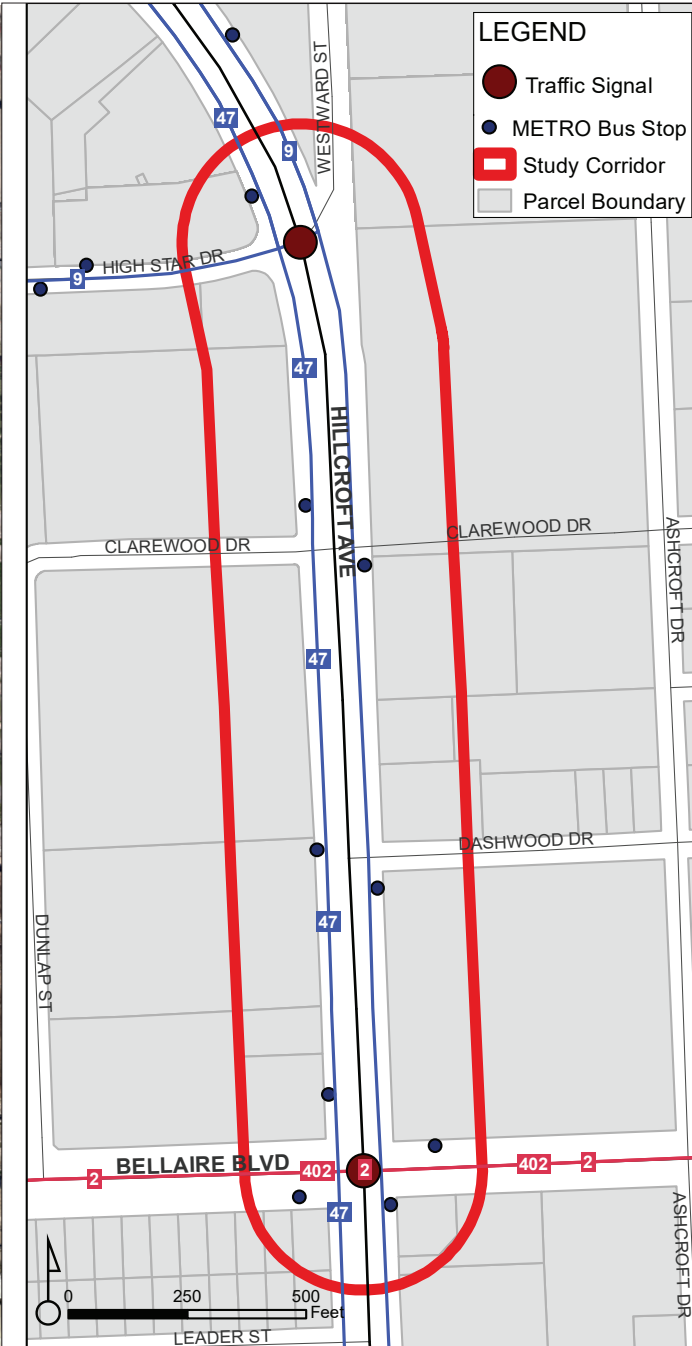 LEGEND
Traffic Signal
METRO Bus Stop
Study Corridor
Parcel Boundary
WESTWARD ST
47
9
HIGH STAR DR
9
47
HILLCROFT AVE
CLAREWOOD DR
CLAREWOOD DR
ASHCROFT DR
47
DASHWOOD DR
47
DUNLAP ST
BELLAIRE BLVD
2
402
2
402
2
47
ASHCROFT DR
0 250 500
Feet
LEADER ST